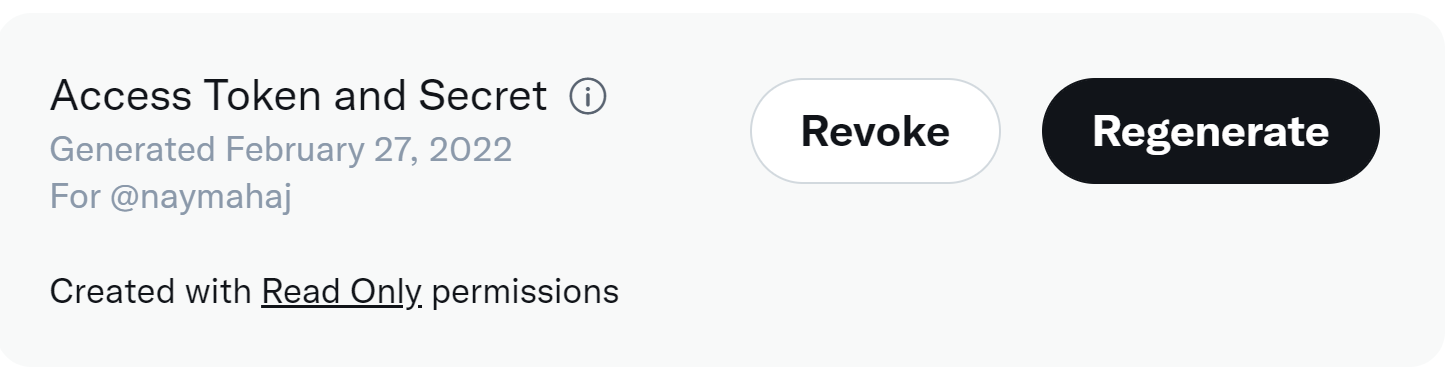 Access Token and Secret
Generated February 27, 2022
For @naymahaj
Created with Read Only permissions
Revoke
Regenerate